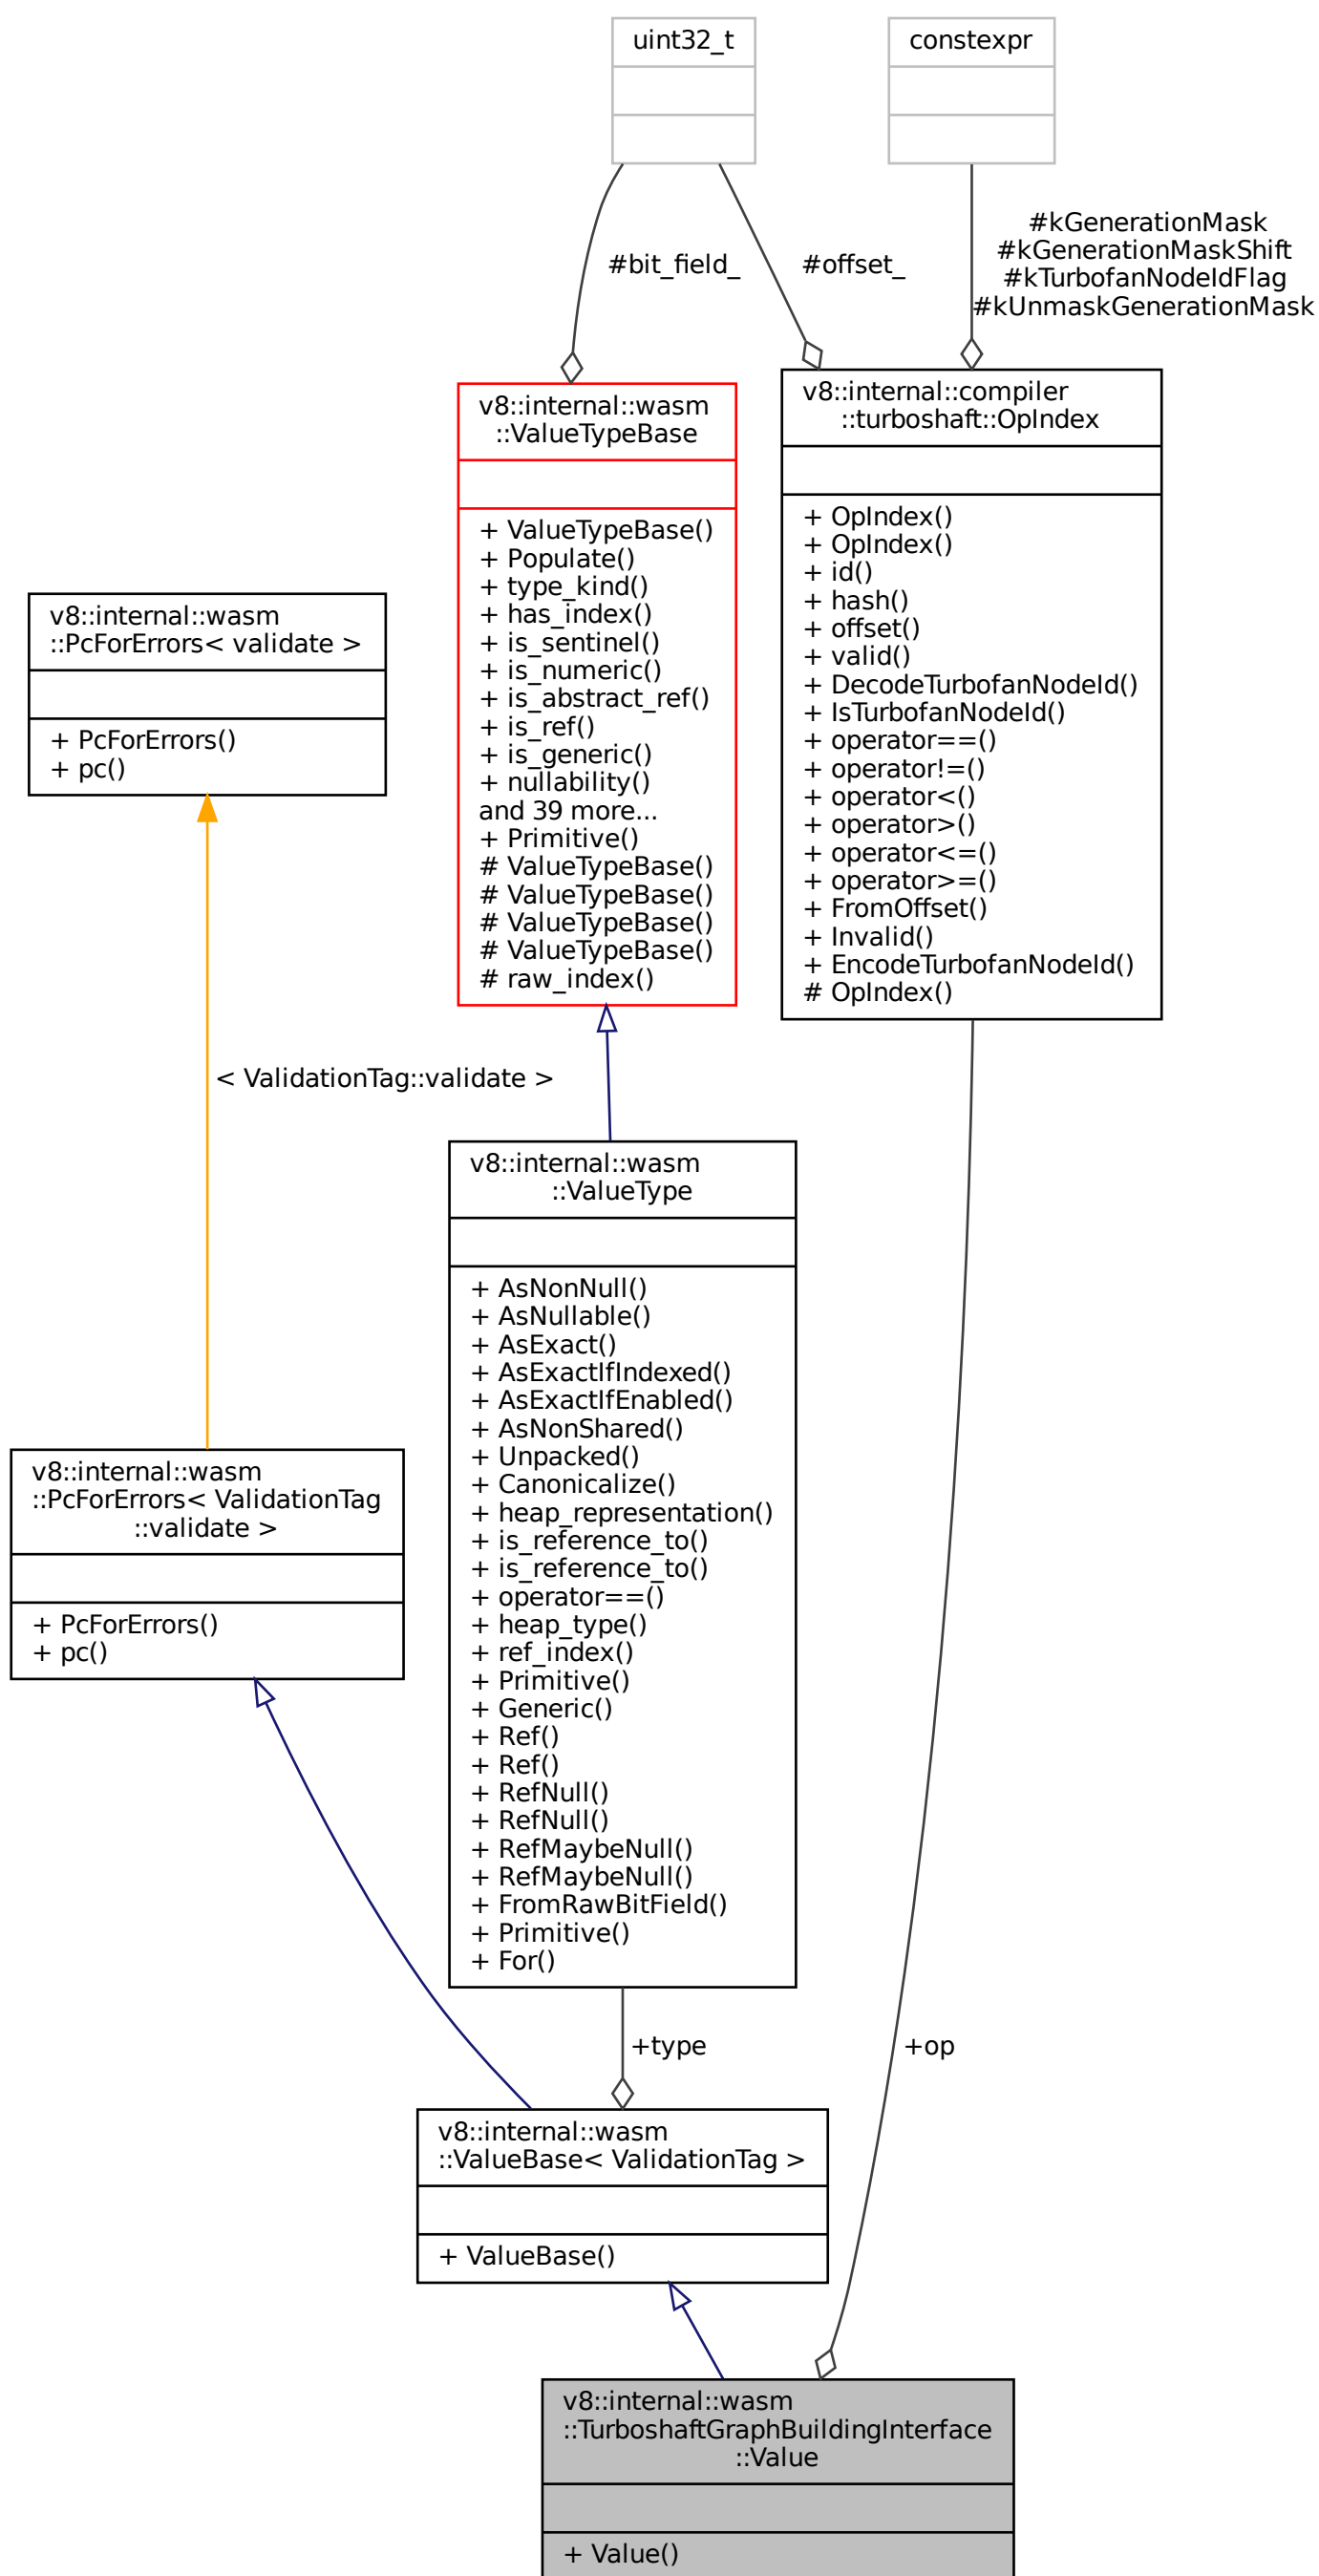 uint32_t
constexpr
#kGenerationMask
#kGenerationMaskShift
#kTurbofanNodeIdFlag
#kUnmaskGenerationMask
#bit_field_
#offset_
v8::internal::wasm
::ValueTypeBase
+ ValueTypeBase()
+ Populate()
+ type_kind()
+ has_index()
+ is_sentinel()
+ is_numeric()
+ is_abstract_ref()
+ is_ref()
+ is_generic()
+ nullability()
and 39 more...
+ Primitive()
# ValueTypeBase()
# ValueTypeBase()
# ValueTypeBase()
# ValueTypeBase()
# raw_index()
v8::internal::compiler
::turboshaft::OpIndex
+ OpIndex()
+ OpIndex()
+ id()
+ hash()
+ offset()
+ valid()
+ DecodeTurbofanNodeId()
+ IsTurbofanNodeId()
+ operator==()
+ operator!=()
+ operator<()
+ operator>()
+ operator<=()
+ operator>=()
+ FromOffset()
+ Invalid()
+ EncodeTurbofanNodeId()
# OpIndex()
v8::internal::wasm
::PcForErrors< validate >
+ PcForErrors()
+ pc()
< ValidationTag::validate >
v8::internal::wasm
::ValueType
+ AsNonNull()
+ AsNullable()
+ AsExact()
+ AsExactIfIndexed()
+ AsExactIfEnabled()
+ AsNonShared()
+ Unpacked()
+ Canonicalize()
+ heap_representation()
+ is_reference_to()
+ is_reference_to()
+ operator==()
+ heap_type()
+ ref_index()
+ Primitive()
+ Generic()
+ Ref()
+ Ref()
+ RefNull()
+ RefNull()
+ RefMaybeNull()
+ RefMaybeNull()
+ FromRawBitField()
+ Primitive()
+ For()
v8::internal::wasm
::PcForErrors< ValidationTag
::validate >
+ PcForErrors()
+ pc()
+type
+op
v8::internal::wasm
::ValueBase< ValidationTag >
+ ValueBase()
v8::internal::wasm
::TurboshaftGraphBuildingInterface
::Value
+ Value()